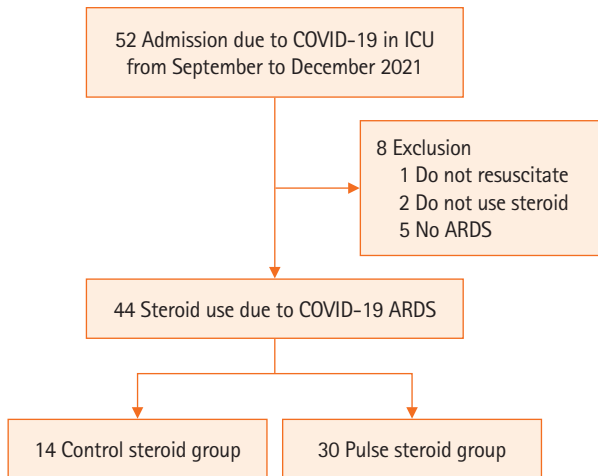 52 Admission due to COVID-19 in ICU
from September to December 2021
8 Exclusion
1 Do not resuscitate
2 Do not use steroid
5 No ARDS
44 Steroid use due to COVID-19 ARDS
14 Control steroid group
30 Pulse steroid group